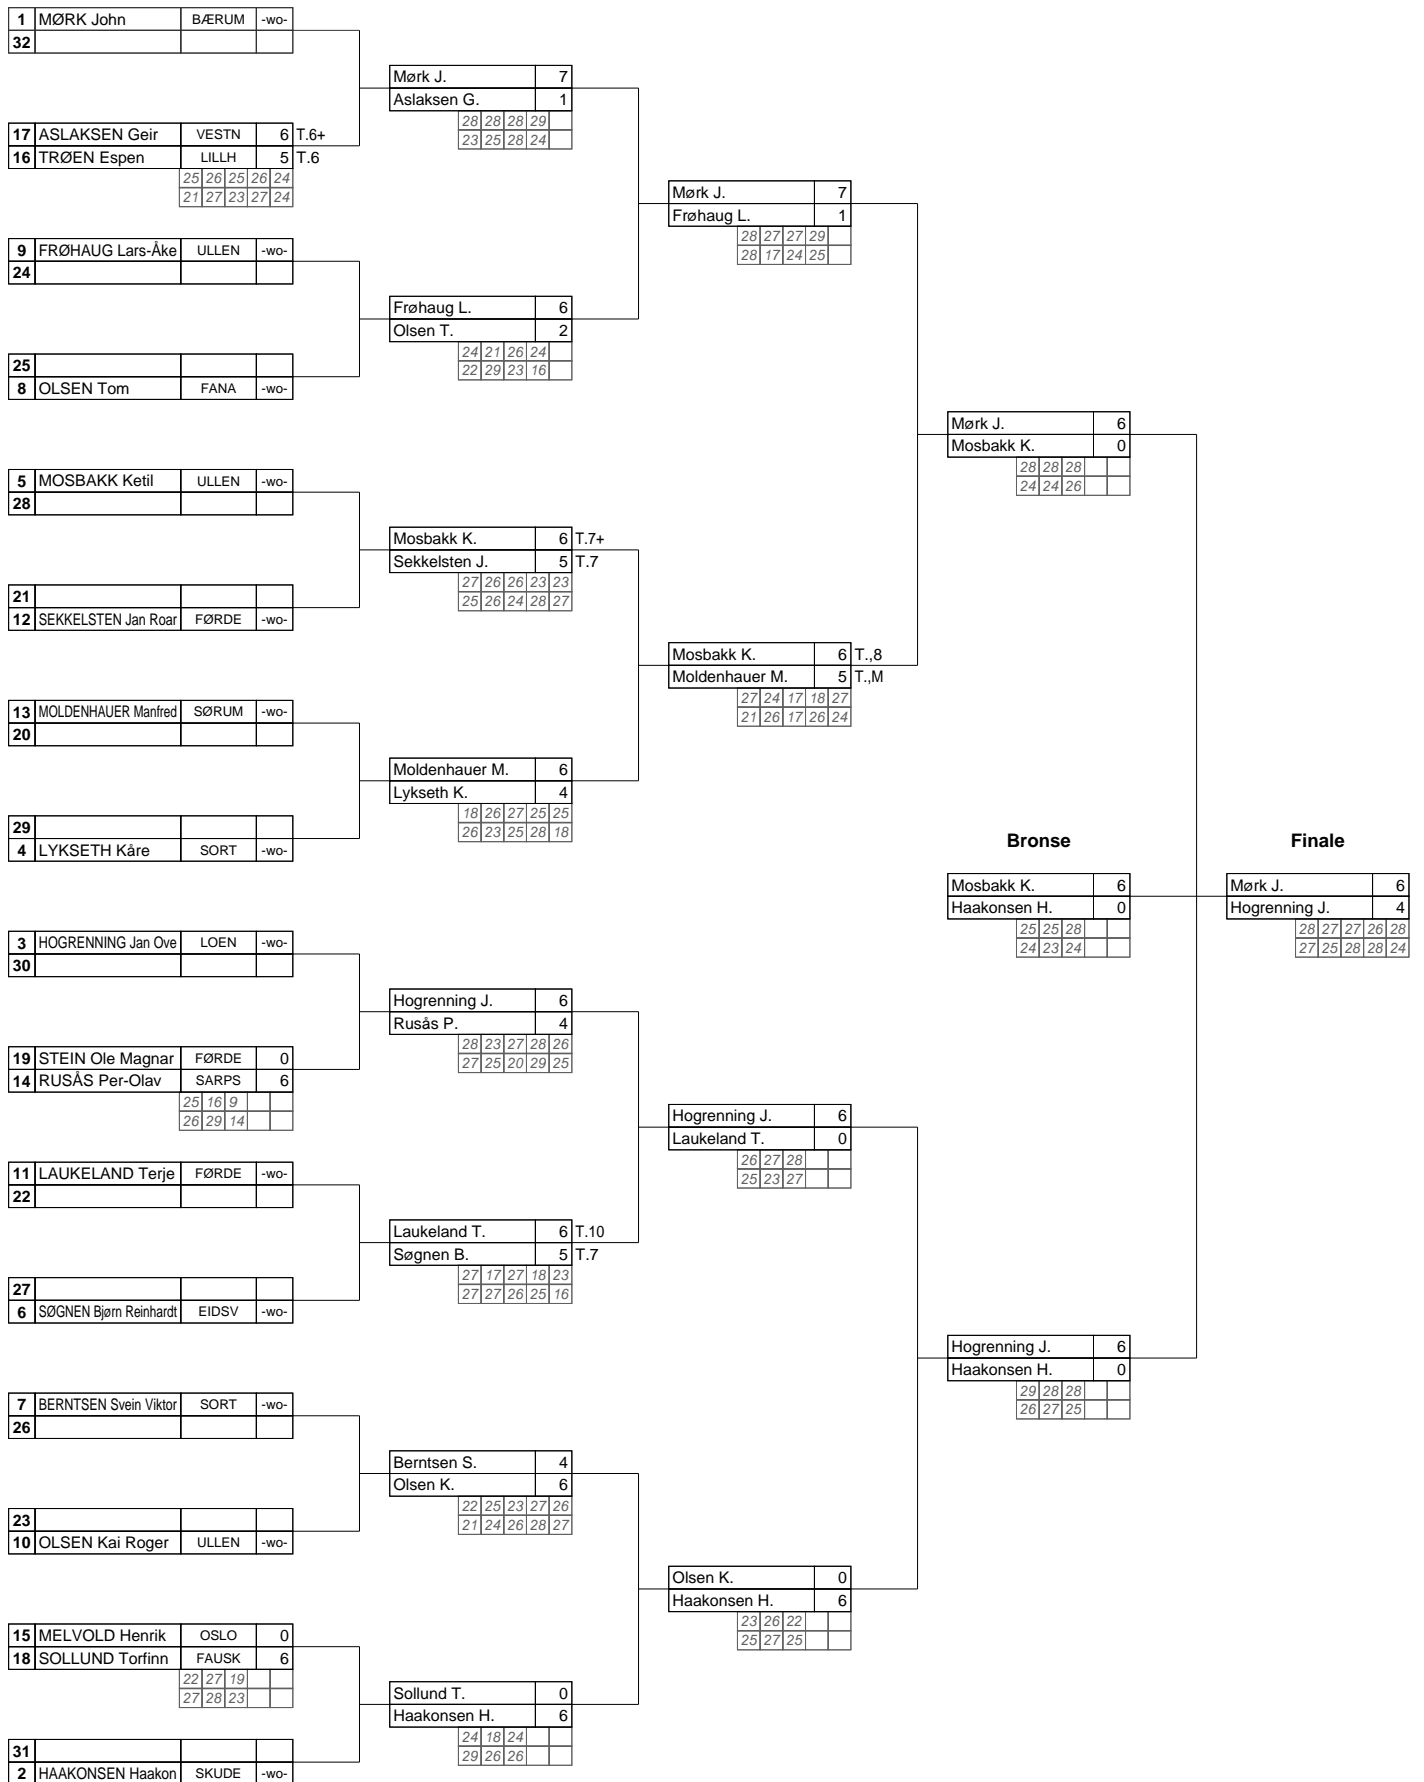 1 MØRK John BÆRUM -wo-
32
Mørk J. 7
Aslaksen G. 1
28 28 28 29
23 25 28 24
17 ASLAKSEN Geir VESTN 6 T.6+
16 TRØEN Espen LILLH 5 T.6
25 26 25 26 24
21 27 23 27 24
Mørk J. 7
Frøhaug L. 1
28 27 27 29
28 17 24 25
9 FRØHAUG Lars-Åke ULLEN -wo-
24
Frøhaug L. 6
Olsen T. 2
24 21 26 24
22 29 23 16
25
8 OLSEN Tom FANA -wo-
Mørk J. 6
Mosbakk K. 0
28 28 28
24 24 26
5 MOSBAKK Ketil ULLEN -wo-
28
Mosbakk K. 6 T.7+
Sekkelsten J. 5 T.7
27 26 26 23 23
25 26 24 28 27
21
12 SEKKELSTEN Jan Roar FØRDE -wo-
Mosbakk K. 6 T.,8
Moldenhauer M. 5 T.,M
27 24 17 18 27
21 26 17 26 24
13 MOLDENHAUER Manfred SØRUM -wo-
20
Moldenhauer M. 6
Lykseth K. 4
18 26 27 25 25
26 23 25 28 18
29
4 LYKSETH Kåre SORT -wo-
Bronse Finale
Mosbakk K. 6
Haakonsen H. 0
25 25 28
24 23 24
Mørk J. 6
Hogrenning J. 4
28 27 27 26 28
27 25 28 28 24
3 HOGRENNING Jan Ove LOEN -wo-
30
Hogrenning J. 6
Rusås P. 4
28 23 27 28 26
27 25 20 29 25
19 STEIN Ole Magnar FØRDE 0
14 RUSÅS Per-Olav SARPS 6
25 16 9
26 29 14
Hogrenning J. 6
Laukeland T. 0
26 27 28
25 23 27
11 LAUKELAND Terje FØRDE -wo-
22
Laukeland T. 6 T.10
Søgnen B. 5 T.7
27 17 27 18 23
27 27 26 25 16
27
6 SØGNEN Bjørn Reinhardt EIDSV -wo-
Hogrenning J. 6
Haakonsen H. 0
29 28 28
26 27 25
7 BERNTSEN Svein Viktor SORT -wo-
26
Berntsen S. 4
Olsen K. 6
22 25 23 27 26
21 24 26 28 27
23
10 OLSEN Kai Roger ULLEN -wo-
Olsen K. 0
Haakonsen H. 6
23 26 22
25 27 25
15 MELVOLD Henrik OSLO 0
18 SOLLUND Torfinn FAUSK 6
22 27 19
27 28 23
Sollund T. 0
Haakonsen H. 6
24 18 24
29 26 26
31
2 HAAKONSEN Haakon SKUDE -wo-